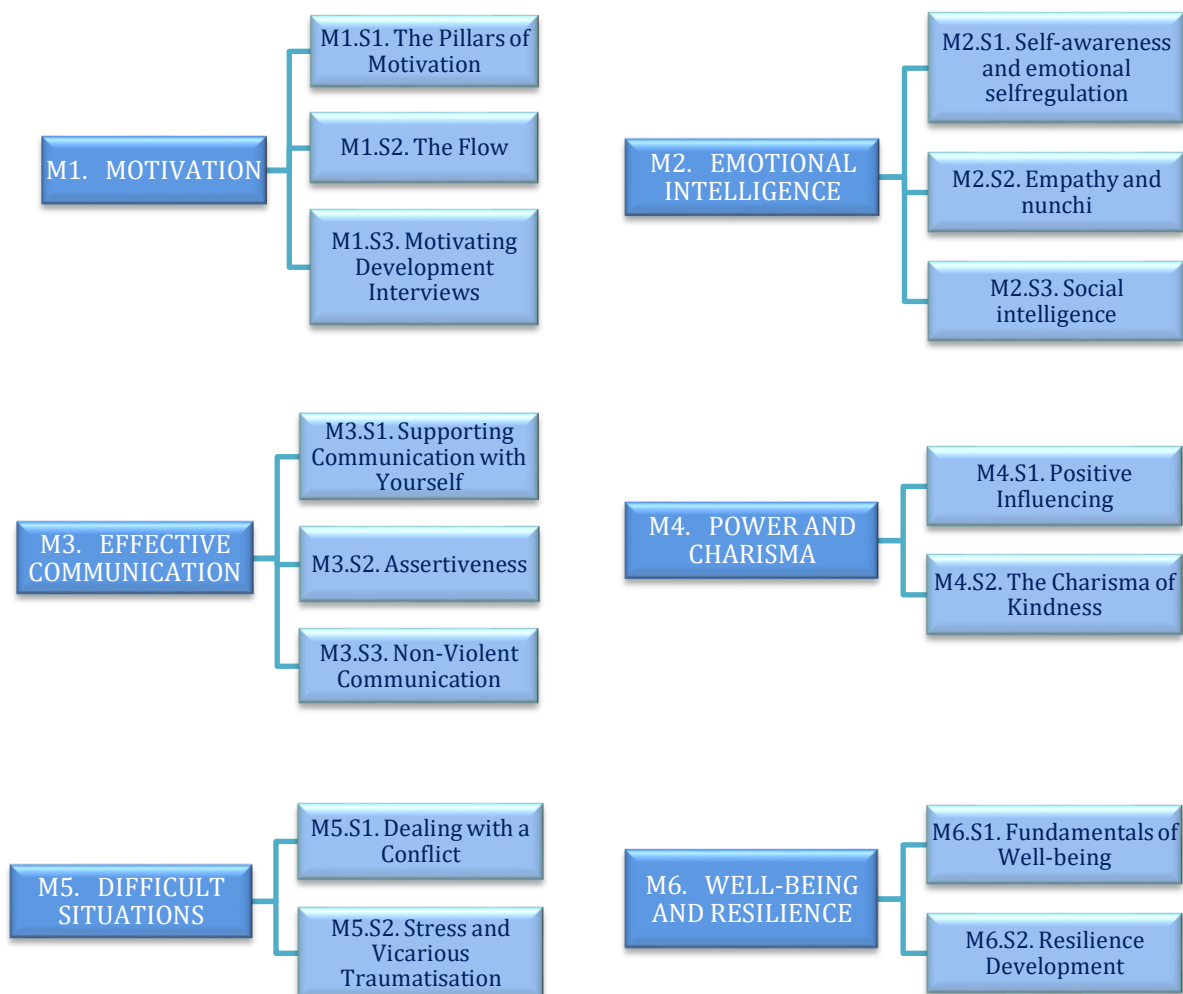 M1. MOTIVATION
M1.S1. The Pillars of
Motivation
M1.S2. The Flow
M1.S3. Motivating
Development
Interviews
M2. EMOTIONAL
INTELLIGENCE
M2.S1. Self-awareness
and emotional
selfregulation
M2.S2. Empathy and
nunchi
M2.S3. Social
intelligence
M3. EFFECTIVE
COMMUNICATION
M3.S1. Supporting
Communication with
Yourself
M3.S2. Assertiveness
M3.S3. Non-Violent
Communication
M4. POWER AND
CHARISMA
M4.S1. Positive
Influencing
M4.S2. The Charisma of
Kindness
M5. DIFFICULT
SITUATIONS
M5.S1. Dealing with a
Conflict
M5.S2. Stress and
Vicarious
Traumatisation
M6. WELL-BEING
AND RESILIENCE
M6.S1. Fundamentals of
Well-being
M6.S2. Resilience
Development